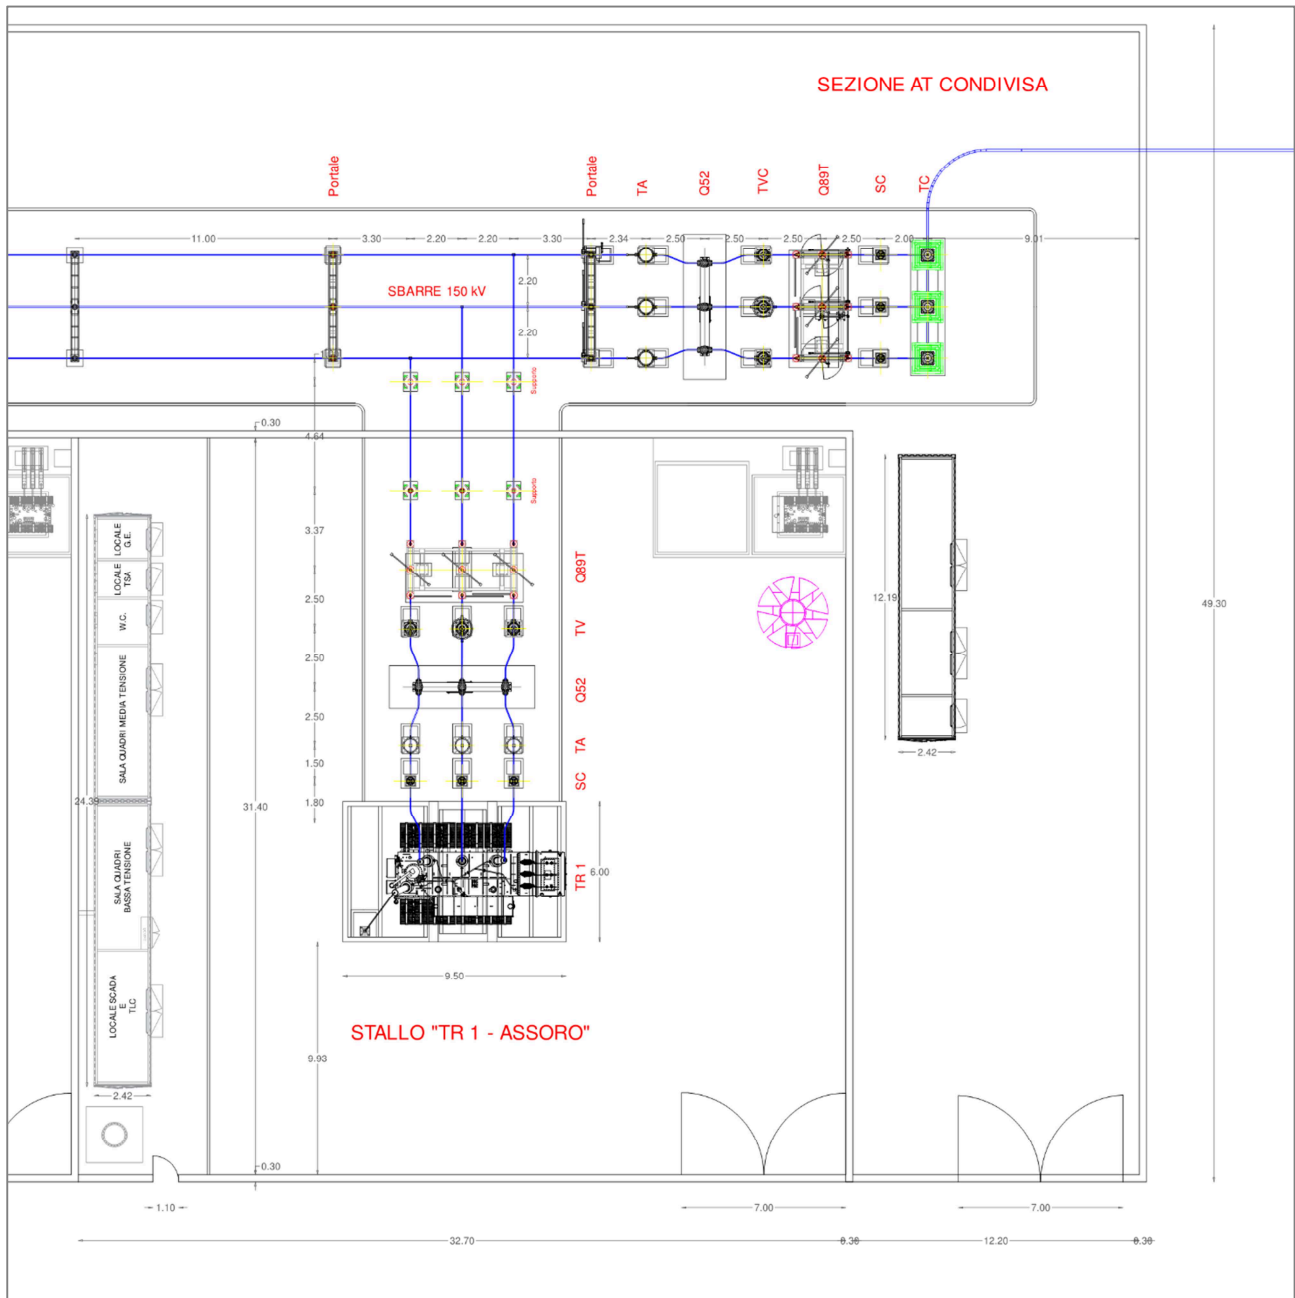 SEZIONE AT CONDIVISA
Portale
Portale
TA
Q52
TVC
Q89T
SC
TC
11.00
3.30
2.20
2.20
3.30
2.34
2.50
2.50
2.50
2.50
2.00
9.01
2.20
SBARRE 150 kV
2.20
Supporto
0.30
4.64
Supporto
3.37
LOCALE
G.E.
LOCALE
TSA
W.C.
SALA QUADRI MEDIA TENSIONE
SALA QUADRI
BASSA TENSIONE
LOCALE SCADA
E
TLC
24.39
2.42
31.40
Q89T
2.50
TV
2.50
Q52
2.50
TA
1.50
SC
1.80
TR 1
6.00
9.50
12.19
2.42
49.30
STALLO "TR 1 - ASSORO"
9.93
0.30
1.10
7.00
7.00
32.70
12.20